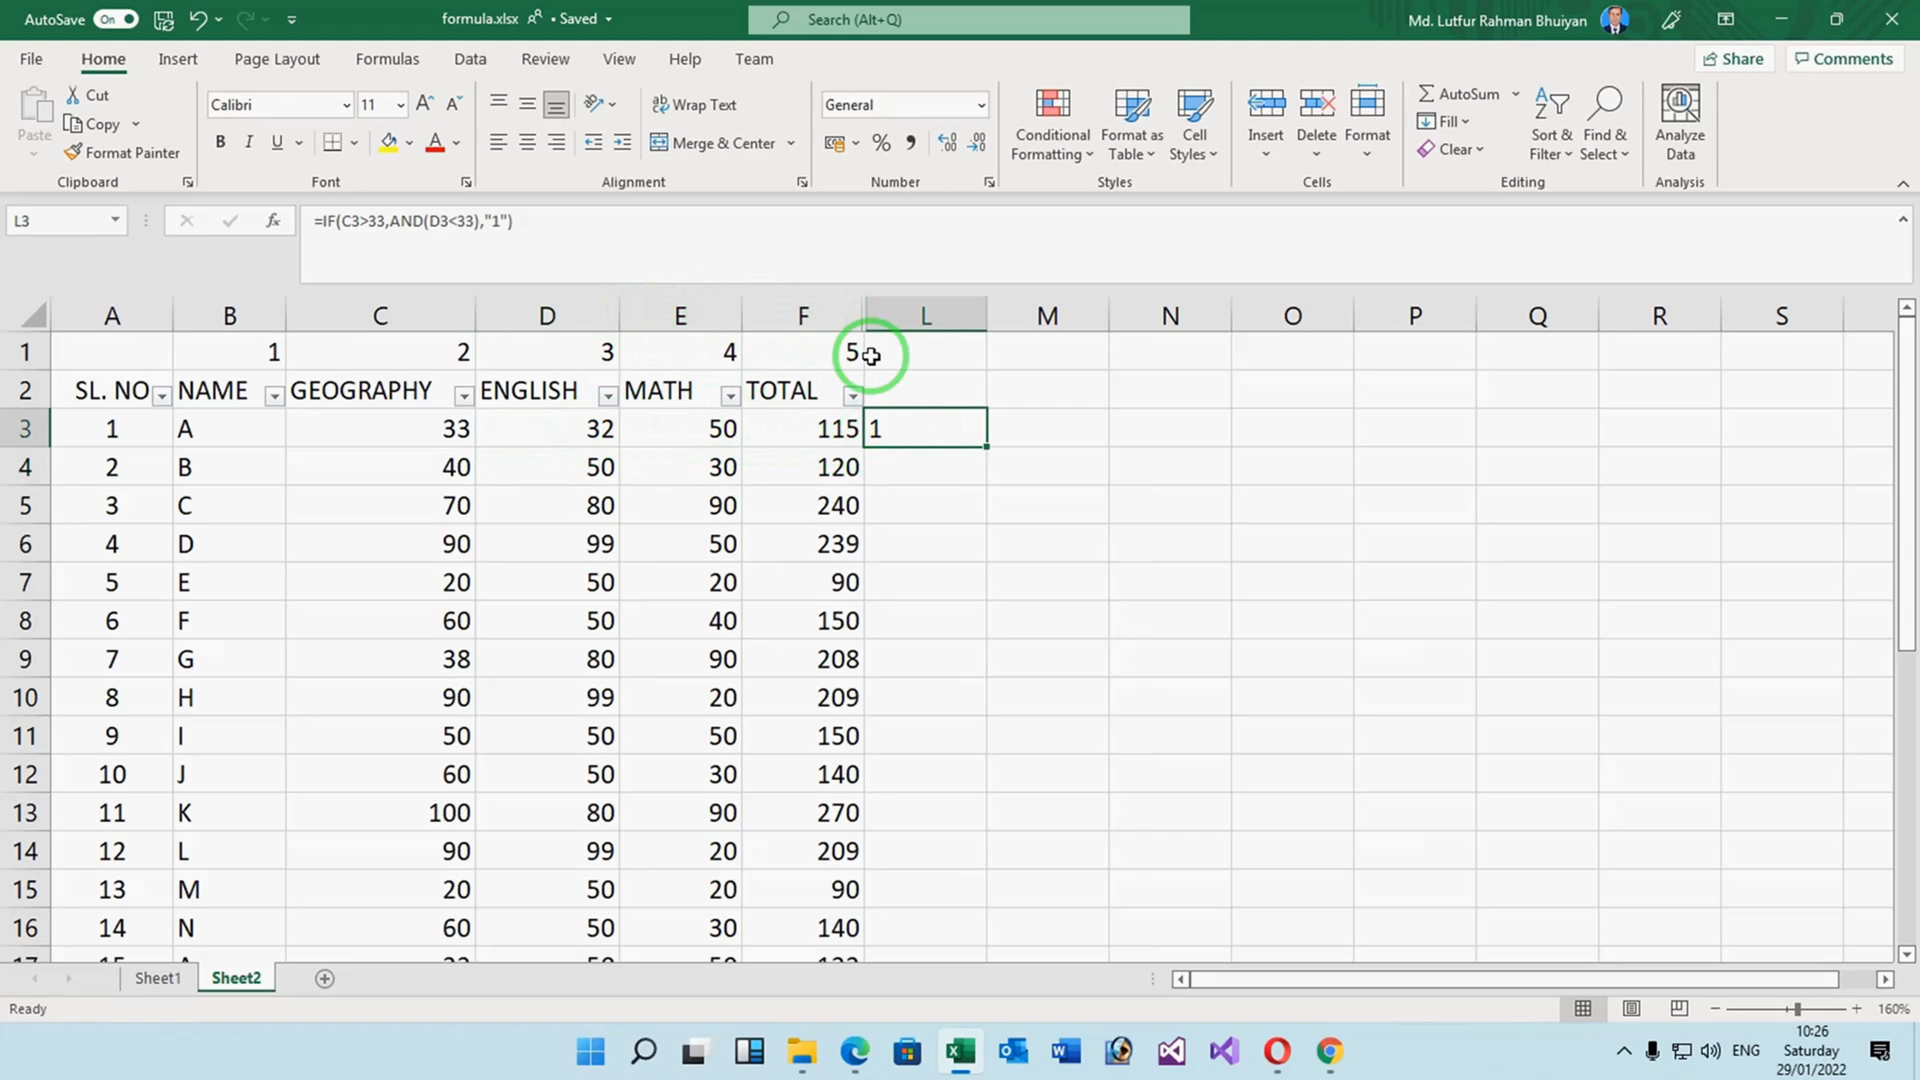 AutoSave On formula.xlsx • Saved Search (Alt+Q) Md. Lutfur Rahman Bhuiyan
File Home Insert Page Layout Formulas Data Review View Help Team Share Comments
Paste Cut Copy Format Painter Clipboard
Calibri 11 B I U A Font
Wrap Text Merge & Center Alignment
General % Number
Conditional Formatting Format as Table Cell Styles Styles
Insert Delete Format Cells
AutoSum Fill Clear Sort & Filter Find & Select Editing
Analyze Data Analysis
L3 fx =IF(C3>33,AND(D3<33),"1")
A B C D E F L M N O P Q R S
1 1 2 3 4 5
2 SL. NO NAME GEOGRAPHY ENGLISH MATH TOTAL
3 1 A 33 32 50 115 1
4 2 B 40 50 30 120
5 3 C 70 80 90 240
6 4 D 90 99 50 239
7 5 E 20 50 20 90
8 6 F 60 50 40 150
9 7 G 38 80 90 208
10 8 H 90 99 20 209
11 9 I 50 50 50 150
12 10 J 60 50 30 140
13 11 K 100 80 90 270
14 12 L 90 99 20 209
15 13 M 20 50 20 90
16 14 N 60 50 30 140
Sheet1 Sheet2
Ready 160%
ENG 10:26
Saturday
29/01/2022